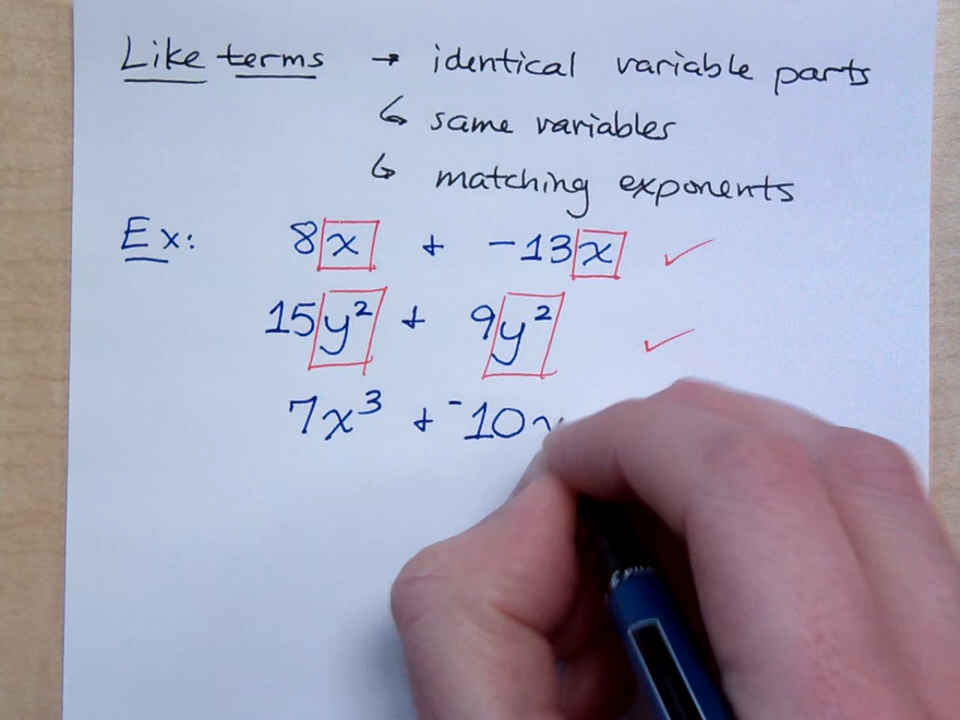 Like terms → identical variable parts
↳ same variables
↳ matching exponents
Ex: 8x + -13x ✓
15y² + 9y² ✓
7x³ + -10